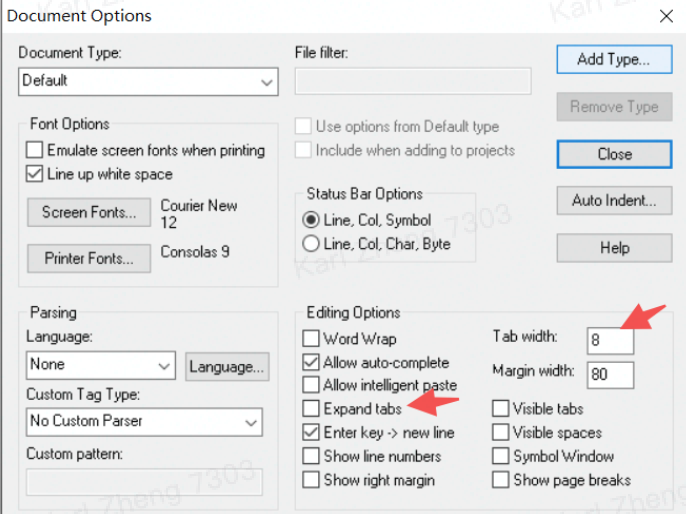 Document Options
Document Type:
Default
File filter:
Add Type...
Remove Type
Font Options
Emulate screen fonts when printing
Line up white space
Screen Fonts...
Courier New
12
Printer Fonts...
Consolas 9
Use options from Default type
Include when adding to projects
Close
Status Bar Options
Line, Col, Symbol
Line, Col, Char, Byte
Auto Indent...
Help
Parsing
Language:
None
Language...
Custom Tag Type:
No Custom Parser
Custom pattern:
Editing Options
Word Wrap
Allow auto-complete
Allow intelligent paste
Expand tabs
Enter key -> new line
Show line numbers
Show right margin
Tab width:
8
Margin width:
80
Visible tabs
Visible spaces
Symbol Window
Show page breaks
Karl Zheng 7303
Karl Zheng 7303